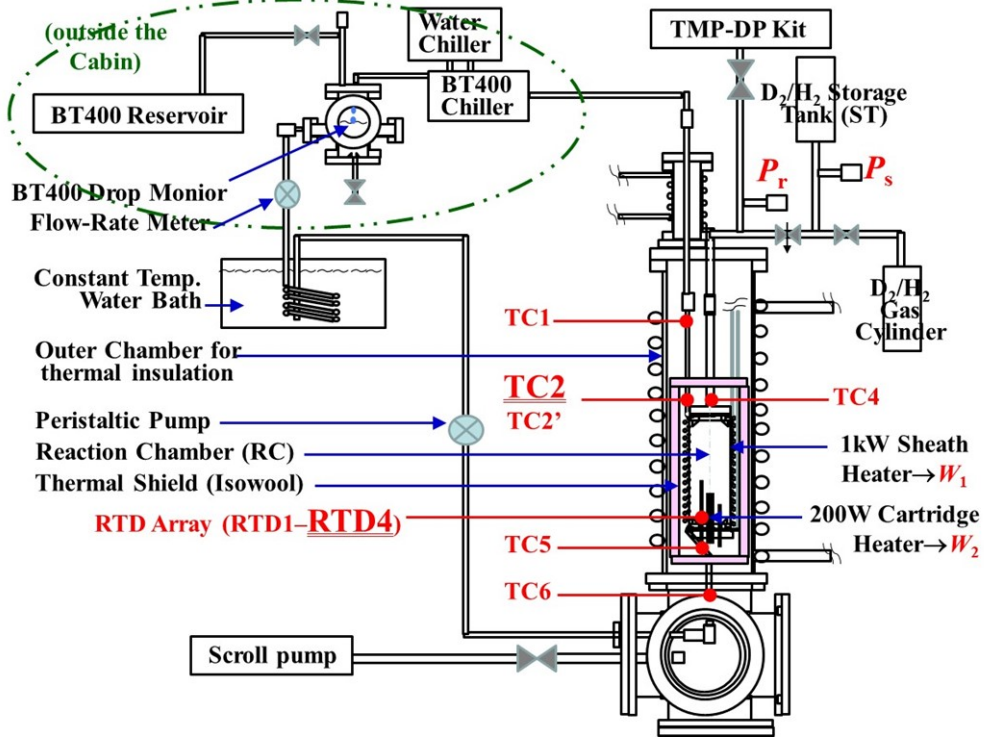 (outside the
Cabin)
Water
Chiller
TMP-DP Kit
BT400 Reservoir
BT400
Chiller
D2/H2 Storage
Tank (ST)
Pr
Ps
BT400 Drop Monior
Flow-Rate Meter
Constant Temp.
Water Bath
D2/H2
Gas
Cylinder
TC1
Outer Chamber for
thermal insulation
TC2
TC4
TC2’
Peristaltic Pump
Reaction Chamber (RC)
1kW Sheath
Heater→W1
Thermal Shield (Isowool)
RTD Array (RTD1–RTD4)
200W Cartridge
Heater→W2
TC5
TC6
Scroll pump